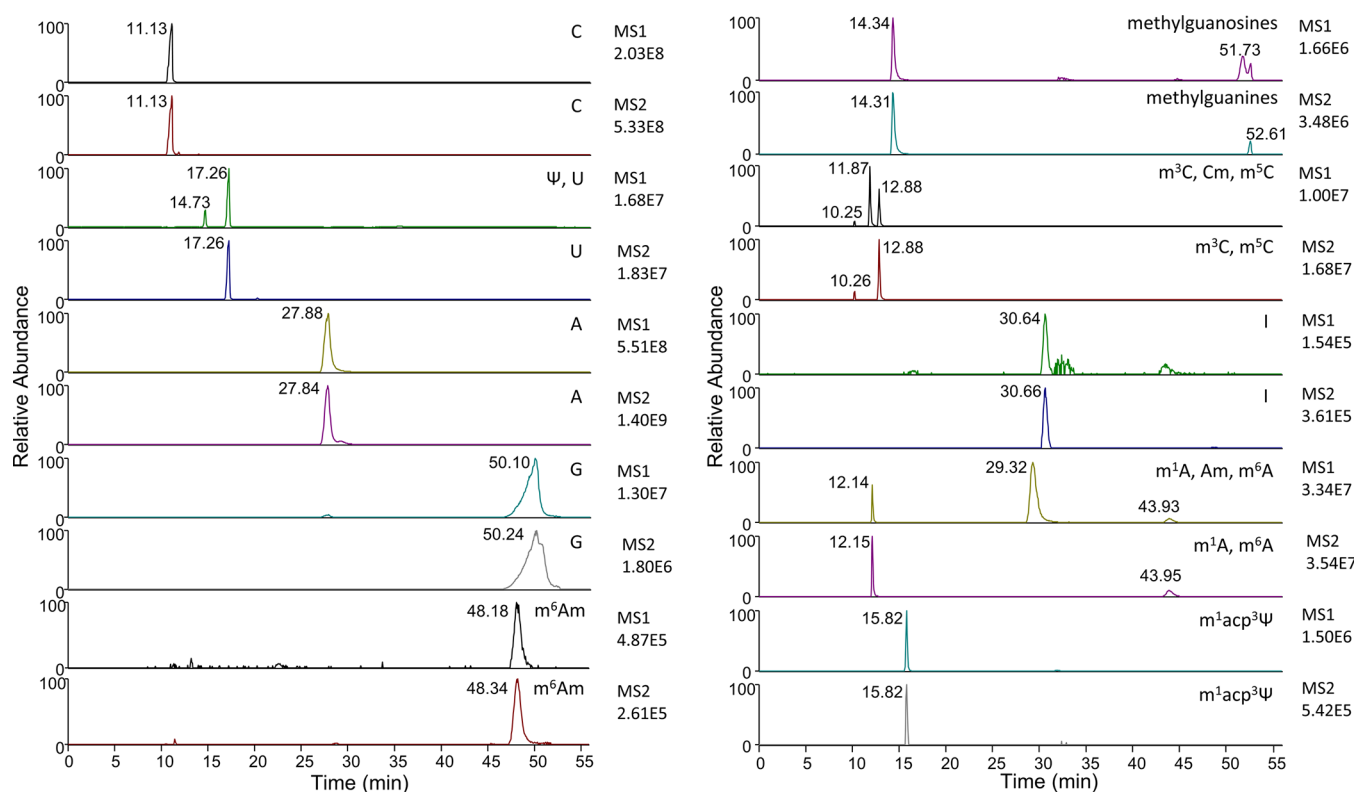 Relative Abundance
100
0
11.13
C
MS1
2.03E8
100
0
11.13
C
MS2
5.33E8
100
0
14.73
17.26
Ψ, U
MS1
1.68E7
100
0
17.26
U
MS2
1.83E7
100
0
27.88
A
MS1
5.51E8
100
0
27.84
A
MS2
1.40E9
100
0
50.10
G
MS1
1.30E7
100
0
50.24
G
MS2
1.80E6
100
0
48.18
m⁶Am
MS1
4.87E5
100
0
48.34
m⁶Am
MS2
2.61E5
0 5 10 15 20 25 30 35 40 45 50 55
Time (min)
Relative Abundance
100
0
14.34
51.73
methylguanosines
MS1
1.66E6
100
0
14.31
52.61
methylguanines
MS2
3.48E6
100
0
10.25
11.87
12.88
m³C, Cm, m⁵C
MS1
1.00E7
100
0
10.26
12.88
m³C, m⁵C
MS2
1.68E7
100
0
30.64
I
MS1
1.54E5
100
0
30.66
I
MS2
3.61E5
100
0
12.14
29.32
43.93
m¹A, Am, m⁶A
MS1
3.34E7
100
0
12.15
43.95
m¹A, m⁶A
MS2
3.54E7
100
0
15.82
m¹acp³Ψ
MS1
1.50E6
100
0
15.82
m¹acp³Ψ
MS2
5.42E5
0 5 10 15 20 25 30 35 40 45 50 55
Time (min)